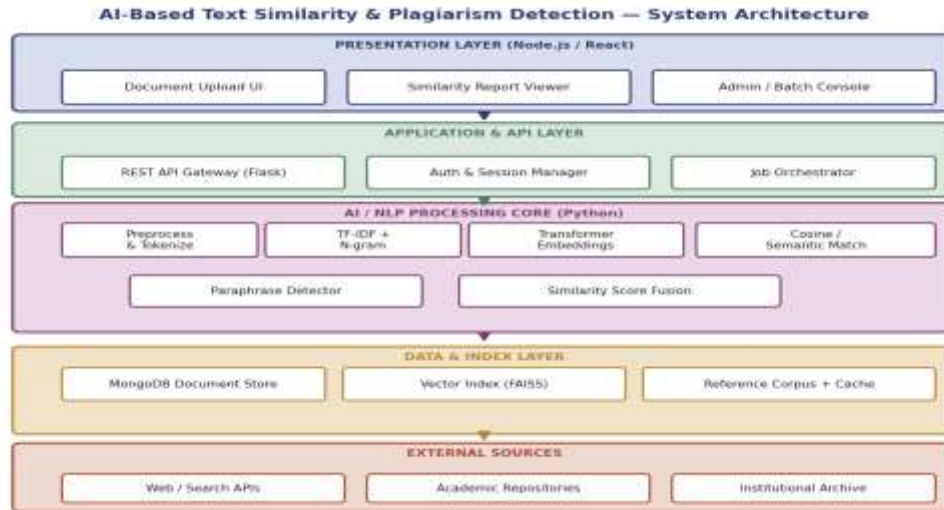 AI-Based Text Similarity & Plagiarism Detection — System Architecture
PRESENTATION LAYER (Node.js / React)
Document Upload UI
Similarity Report Viewer
Admin / Batch Console
APPLICATION & API LAYER
REST API Gateway (Flask)
Auth & Session Manager
Job Orchestrator
AI / NLP PROCESSING CORE (Python)
Preprocess
& Tokenize
TF-IDF +
N-gram
Transformer
Embeddings
Cosine /
Semantic Match
Paraphrase Detector
Similarity Score Fusion
DATA & INDEX LAYER
MongoDB Document Store
Vector Index (FAISS)
Reference Corpus + Cache
EXTERNAL SOURCES
Web / Search APIs
Academic Repositories
Institutional Archive